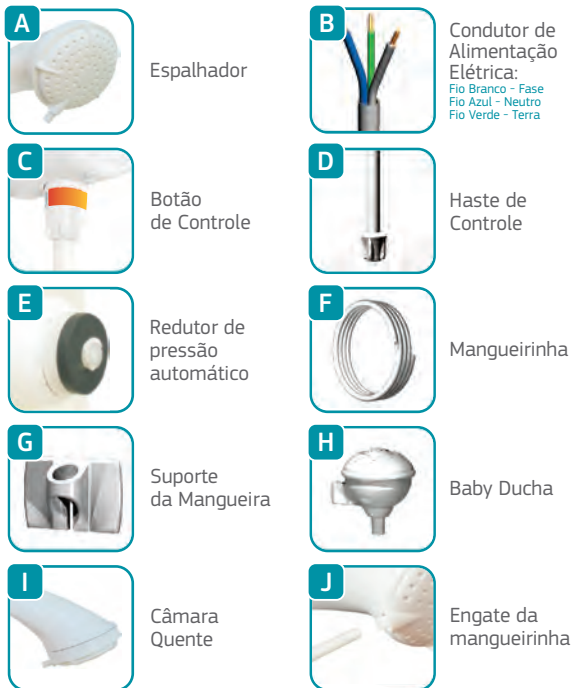 A
Espalhador
B
Condutor de
Alimentação
Elétrica:
Fio Branco - Fase
Fio Azul - Neutro
Fio Verde - Terra
C
Botão
de Controle
D
Haste de
Controle
E
Redutor de
pressão
automático
F
Mangueirinha
G
Suporte
da Mangueira
H
Baby Ducha
I
Câmara
Quente
J
Engate da
mangueirinha